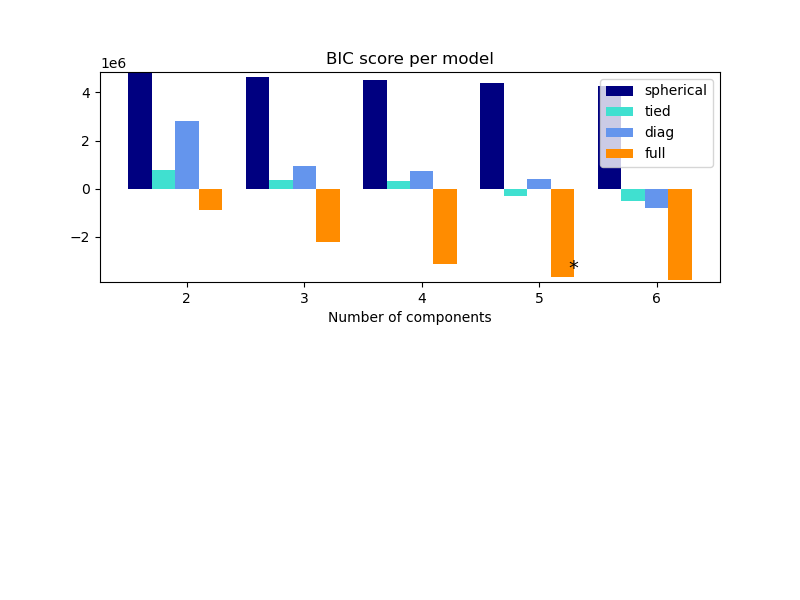 BIC score per model
1e6
4
2
0
−2
spherical
tied
diag
full
*
2 3 4 5 6
Number of components